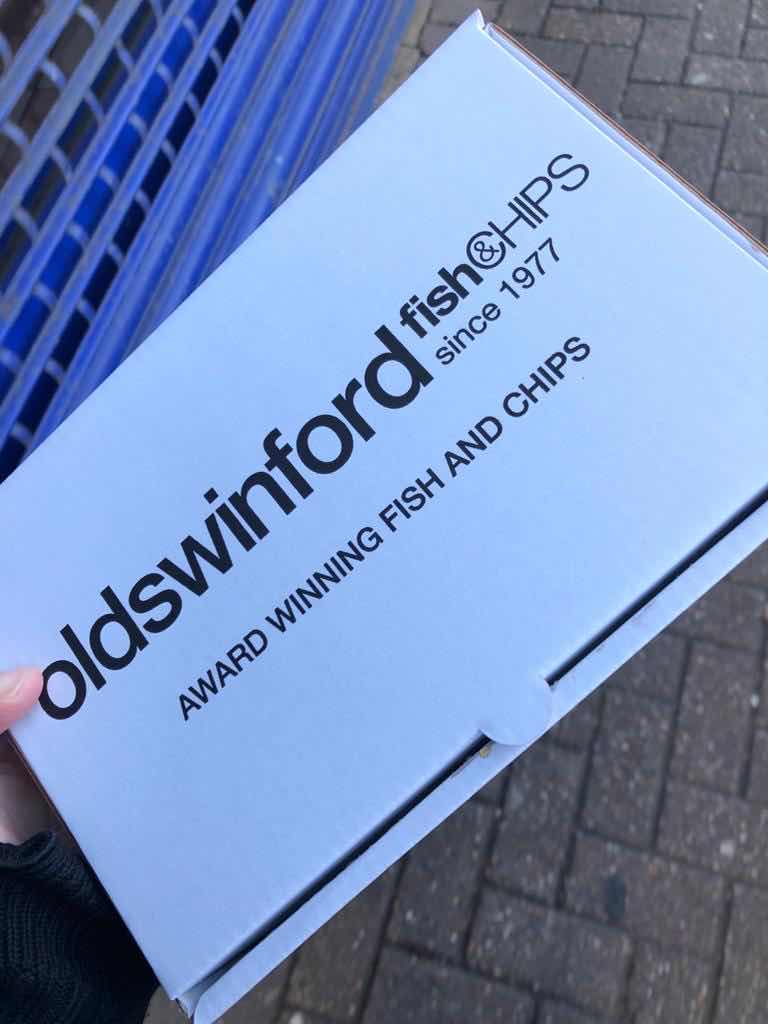 oldswinford fish&CHIPS
since 1977
AWARD WINNING FISH AND CHIPS